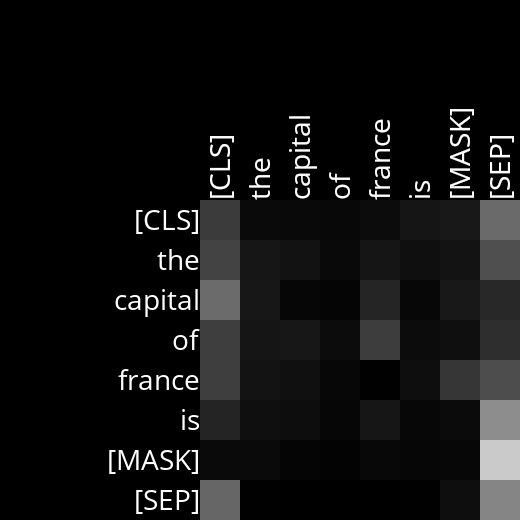 [CLS] the capital of france is [MASK] [SEP]
[CLS]
the
capital
of
france
is
[MASK]
[SEP]